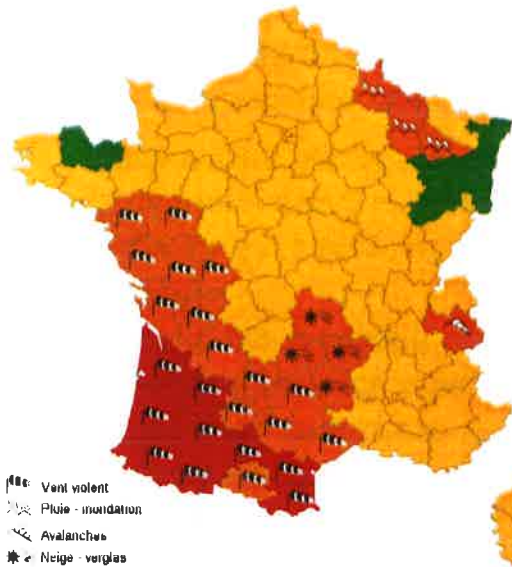 Vent violent
Pluie - inondation
Avalanches
Neige - verglas